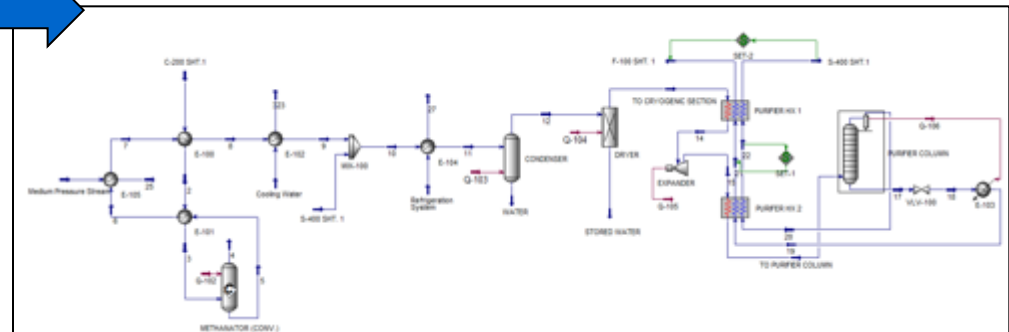 C-200 SHT.1
F-100 SHT. 1
SET-2
S-400 SHT.1
TO CRYOGENIC SECTION
PURIFIER HX 1
7
E-100
8
323
E-102
9
MIX-100
10
27
E-104
11
12
Q-104
DRYER
14
22
Q-106
Medium Pressure Stream
25
E-105
2
Cooling Water
Q-103
CONDENSER
EXPANDER
15
21
SET-1
PURIFIER COLUMN
17
VLV-100
18
E-103
6
E-101
S-400 SHT. 1
Refrigeration
System
WATER
Q-105
PURIFER HX 2
STORED WATER
20
19
TO PURIFIER COLUMN
3
4
5
Q-102
METHANATOR (CONV.)